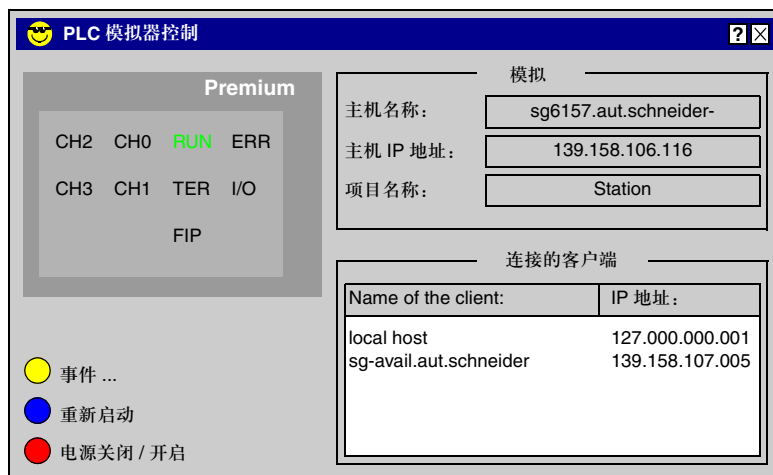 PLC 模拟器控制
?
Premium
CH2 CH0 RUN ERR
CH3 CH1 TER I/O
FIP
模拟
主机名称： sg6157.aut.schneider-
主机 IP 地址： 139.158.106.116
项目名称： Station
连接的客户端
Name of the client: IP 地址：
local host 127.000.000.001
sg-avail.aut.schneider 139.158.107.005
事件 ...
重新启动
电源关闭 / 开启